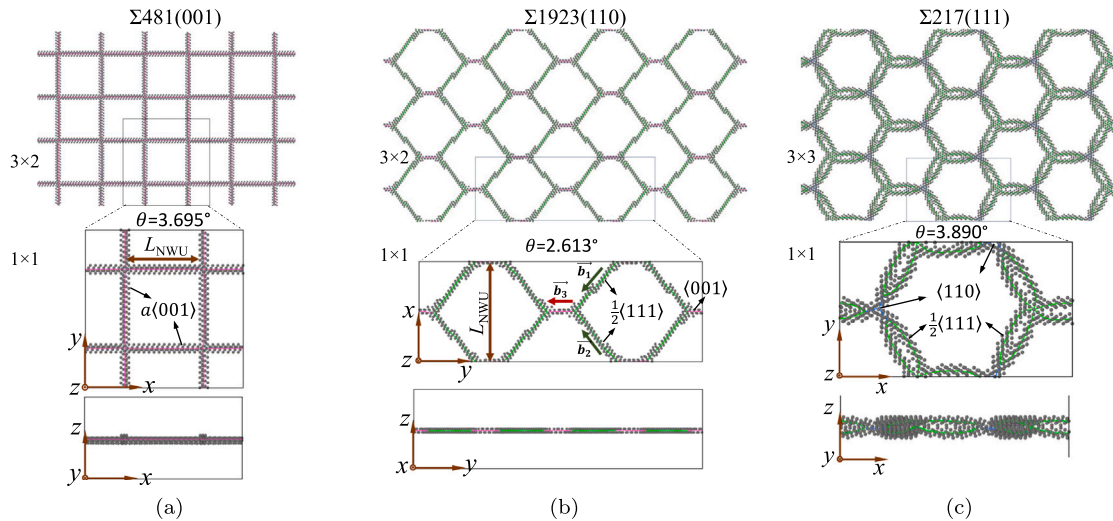 Σ481(001)
3×2
θ=3.695°
1×1
L_NWU
a⟨001⟩
y
z
x
z
y
x
(a)
Σ1923(110)
3×2
θ=2.613°
1×1
L_NWU
b₁
b₃
b₂
½⟨111⟩
⟨001⟩
x
z
y
z
x
y
(b)
Σ217(111)
3×3
θ=3.890°
1×1
⟨110⟩
½⟨111⟩
y
z
x
z
y
x
(c)